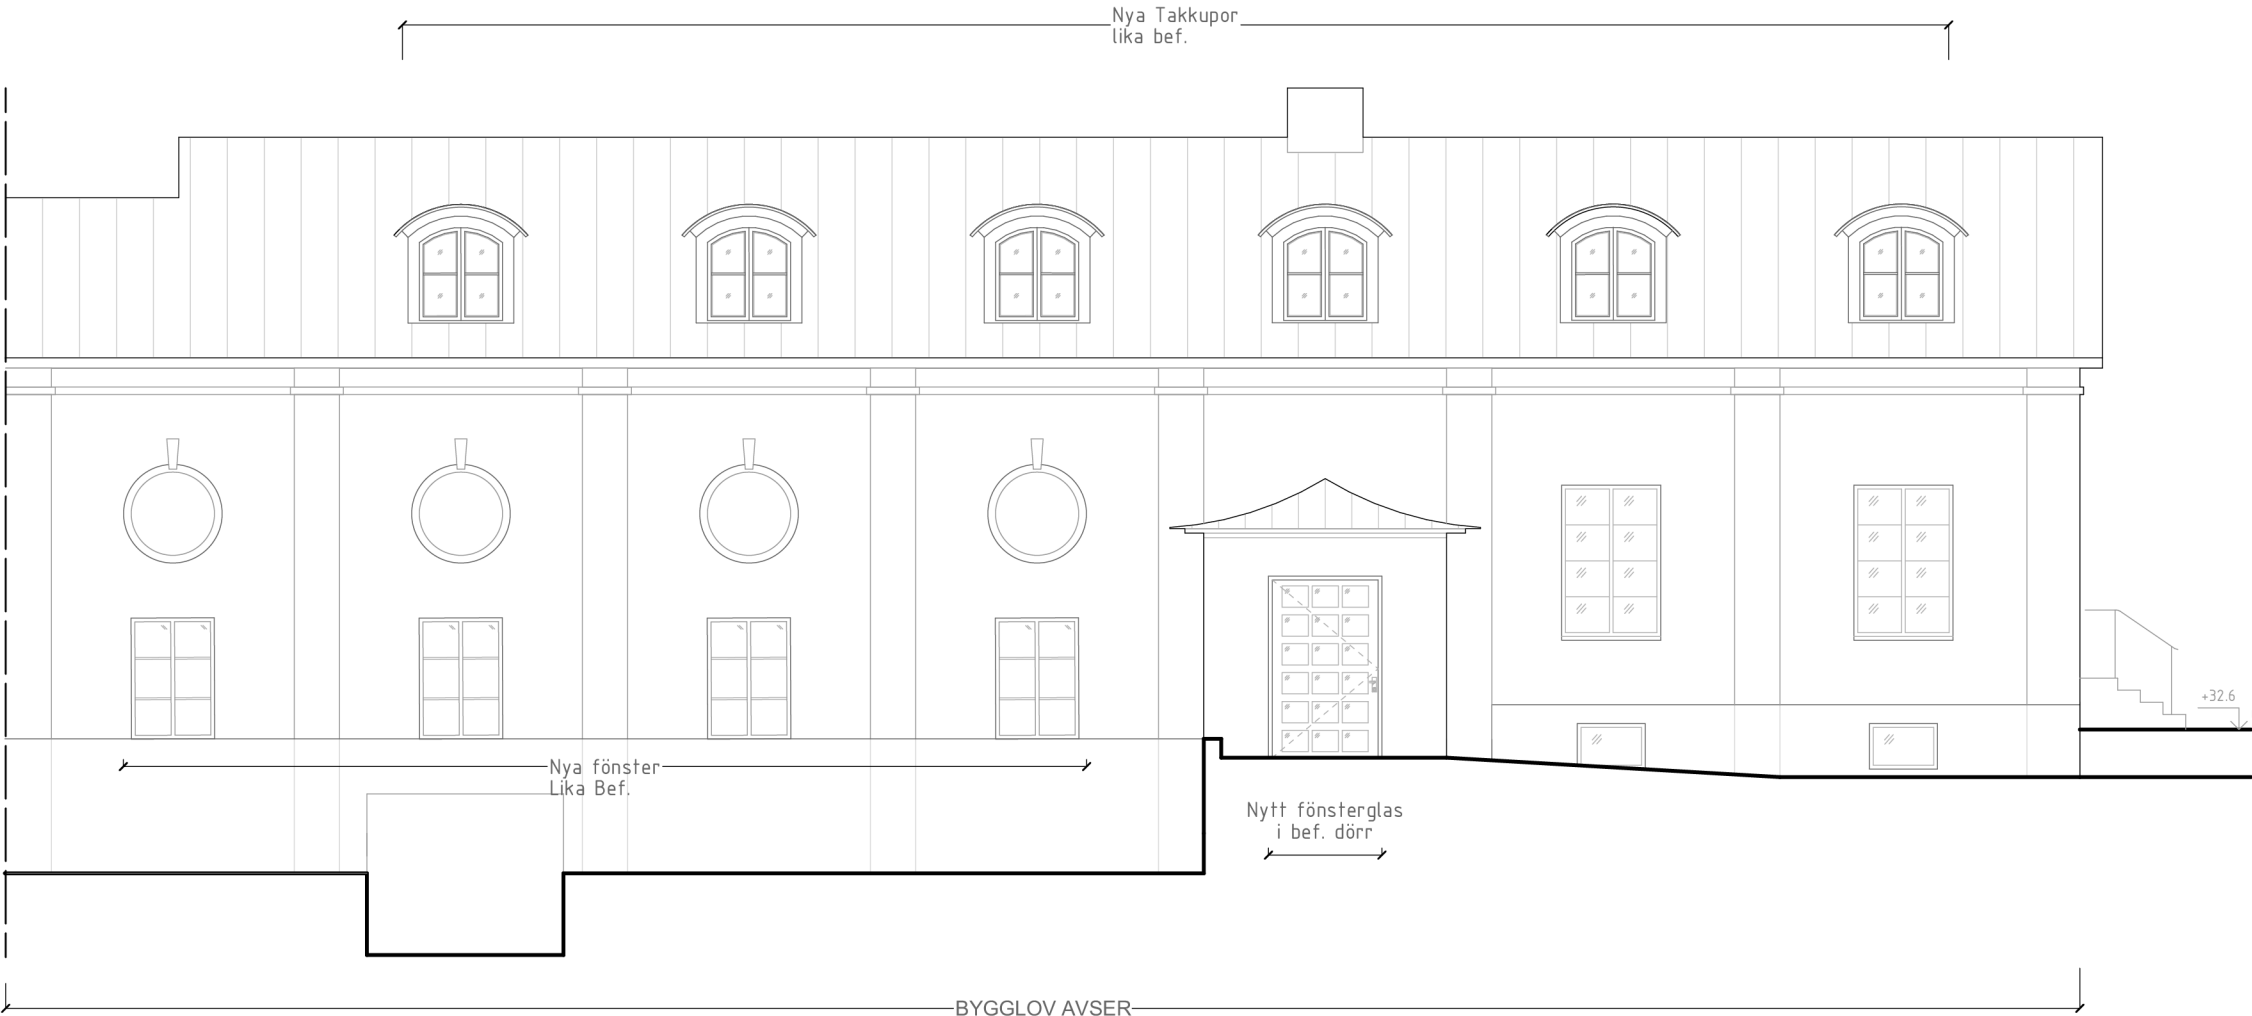 Nya Takkupor
lika bef.
+32.6
Nya fönster
Lika Bef.
Nytt fönsterglas
i bef. dörr
BYGGLOV AVSER